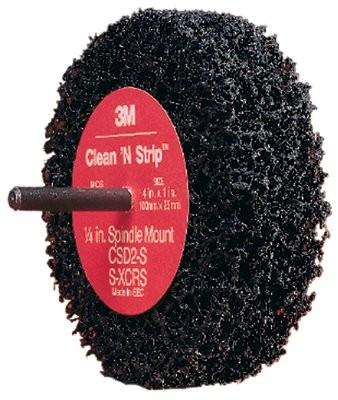 3M
Clean 'N Strip™
SIZE
4 in. x 1 in.
100mm x 25mm
¼ in. Spindle Mount
CSD2-S
S-XCRS
Made in EEC